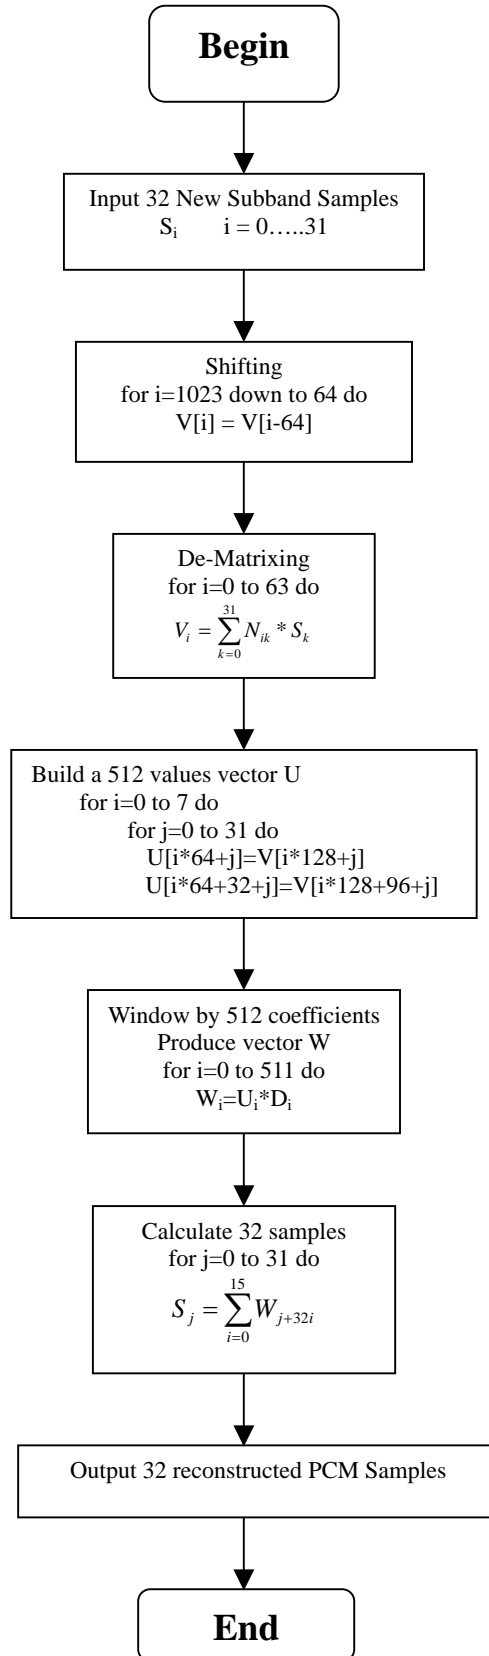 Begin
Input 32 New Subband Samples
Sᵢ i = 0…..31
Shifting
for i=1023 down to 64 do
V[i] = V[i-64]
De-Matrixing
for i=0 to 63 do
31
Vᵢ = ∑ Nᵢₖ * Sₖ
k=0
Build a 512 values vector U
for i=0 to 7 do
for j=0 to 31 do
U[i*64+j]=V[i*128+j]
U[i*64+32+j]=V[i*128+96+j]
Window by 512 coefficients
Produce vector W
for i=0 to 511 do
Wᵢ=Uᵢ*Dᵢ
Calculate 32 samples
for j=0 to 31 do
15
Sⱼ = ∑ Wⱼ₊₃₂ᵢ
i=0
Output 32 reconstructed PCM Samples
End